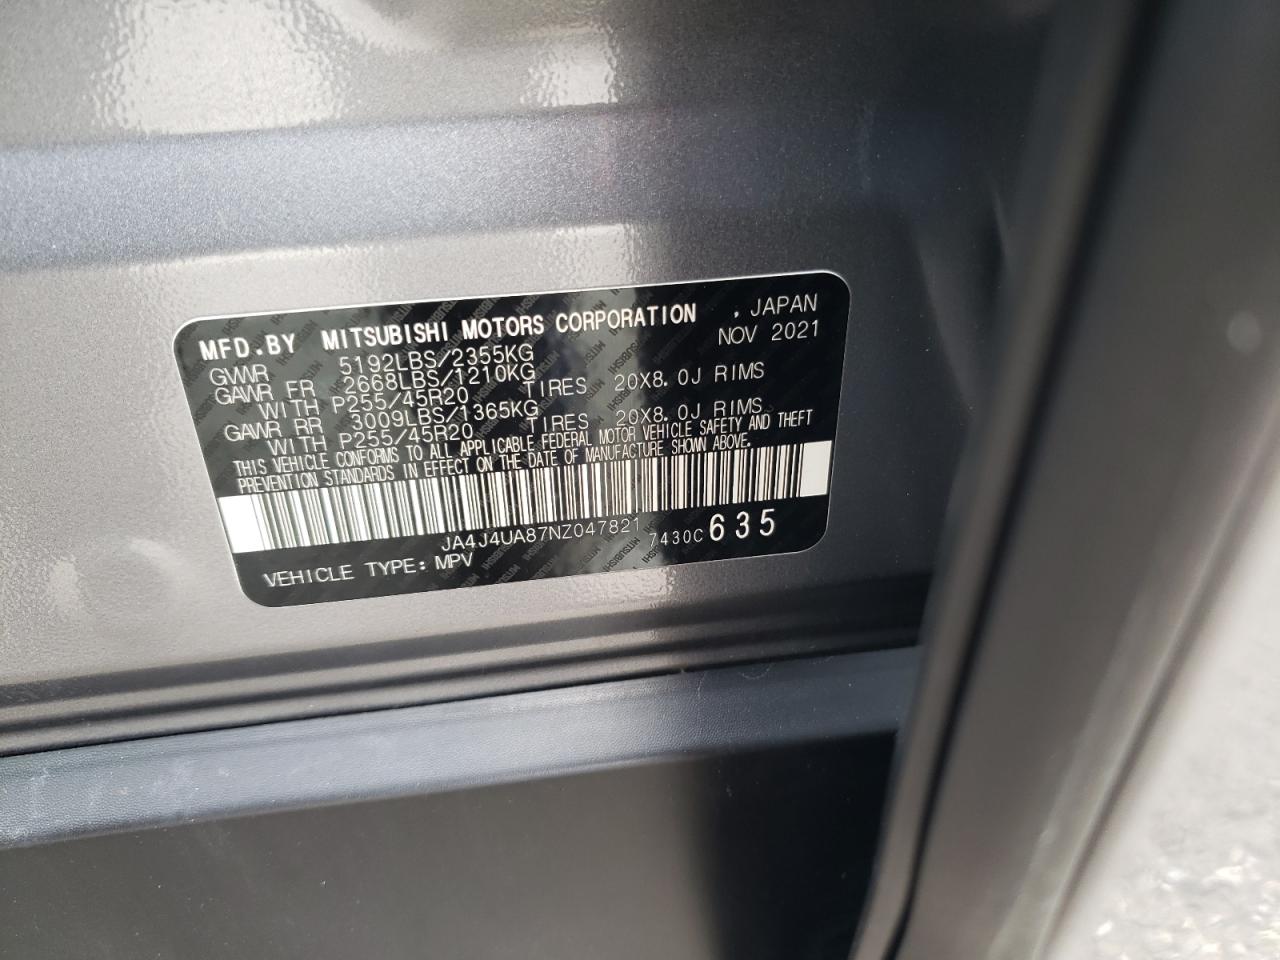 MFD.BY MITSUBISHI MOTORS CORPORATION , JAPAN
NOV 2021
GVWR 5192LBS/2355KG
GAWR FR 2668LBS/1210KG
WITH P255/45R20 TIRES 20X8.0J RIMS
GAWR RR 3009LBS/1365KG
WITH P255/45R20 TIRES 20X8.0J RIMS
THIS VEHICLE CONFORMS TO ALL APPLICABLE FEDERAL MOTOR VEHICLE SAFETY AND THEFT
PREVENTION STANDARDS IN EFFECT ON THE DATE OF MANUFACTURE SHOWN ABOVE.
JA4J4UA87NZ047821 7430C 635
VEHICLE TYPE: MPV